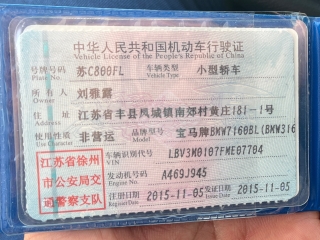 中华人民共和国机动车行驶证
Vehicle License of the People's Republic of China
号牌号码 苏C800FL 车辆类型 小型轿车
Plate No. Vehicle Type
所有人 刘雅露
Owner
住址 江苏省丰县凤城镇南郊村黄庄181-1号
Address
使用性质 非营运 品牌型号 宝马牌BMW7160BL(BMW316
Use Character Model
江苏省徐州市公安局交通警察支队
车辆识别代号 LBV3M0107FME07704
VIN
发动机号码 A469J945
Engine No.
注册日期 2015-11-05 发证日期 2015-11-05
Register Date Issue Date